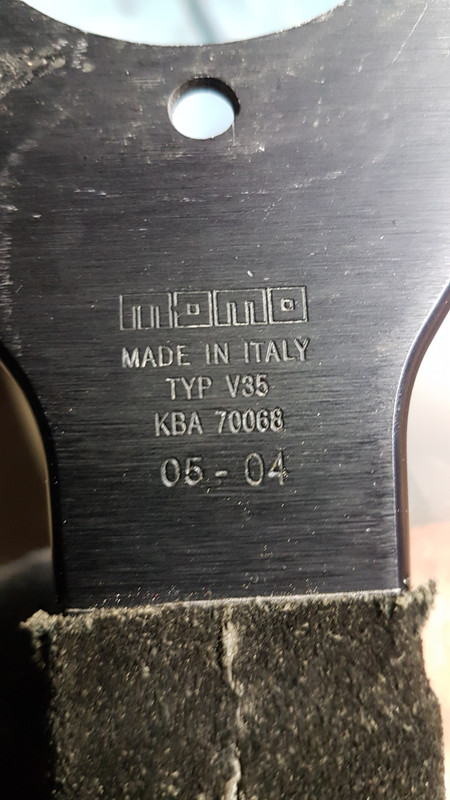 momo
MADE IN ITALY
TYP V35
KBA 70068
05-04